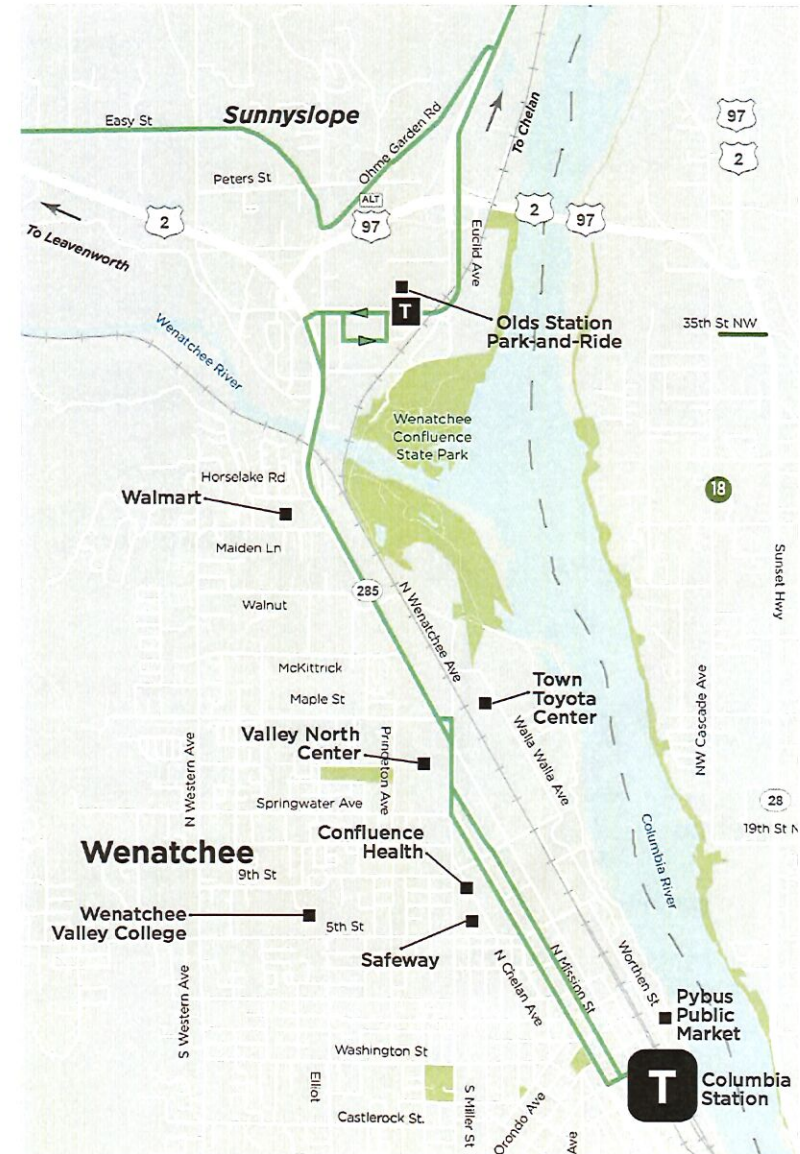 Easy St
Sunnyslope
Ohme Garden Rd
To Chelan
97
2
Peters St
ALT
97
2
2
97
To Leavenworth
Euclid Ave
T
Olds Station
Park-and-Ride
35th St NW
Wenatchee River
Wenatchee
Confluence
State Park
Horselake Rd
Walmart
18
Maiden Ln
Sunset Hwy
285
Walnut
N Wenatchee Ave
McKittrick
Maple St
Town
Toyota
Center
NW Cascade Ave
Valley North
Center
Princeton Ave
Walla Walla Ave
N Western Ave
Springwater Ave
28
19th St N
Columbia River
Confluence
Health
Wenatchee
9th St
Wenatchee
Valley College
5th St
Safeway
N Chelan Ave
N Mission St
Worthen St
S Western Ave
Pybus
Public
Market
Washington St
T
Columbia
Station
Elliot
S Miller St
Orondo Ave
Castlerock St.
Ave